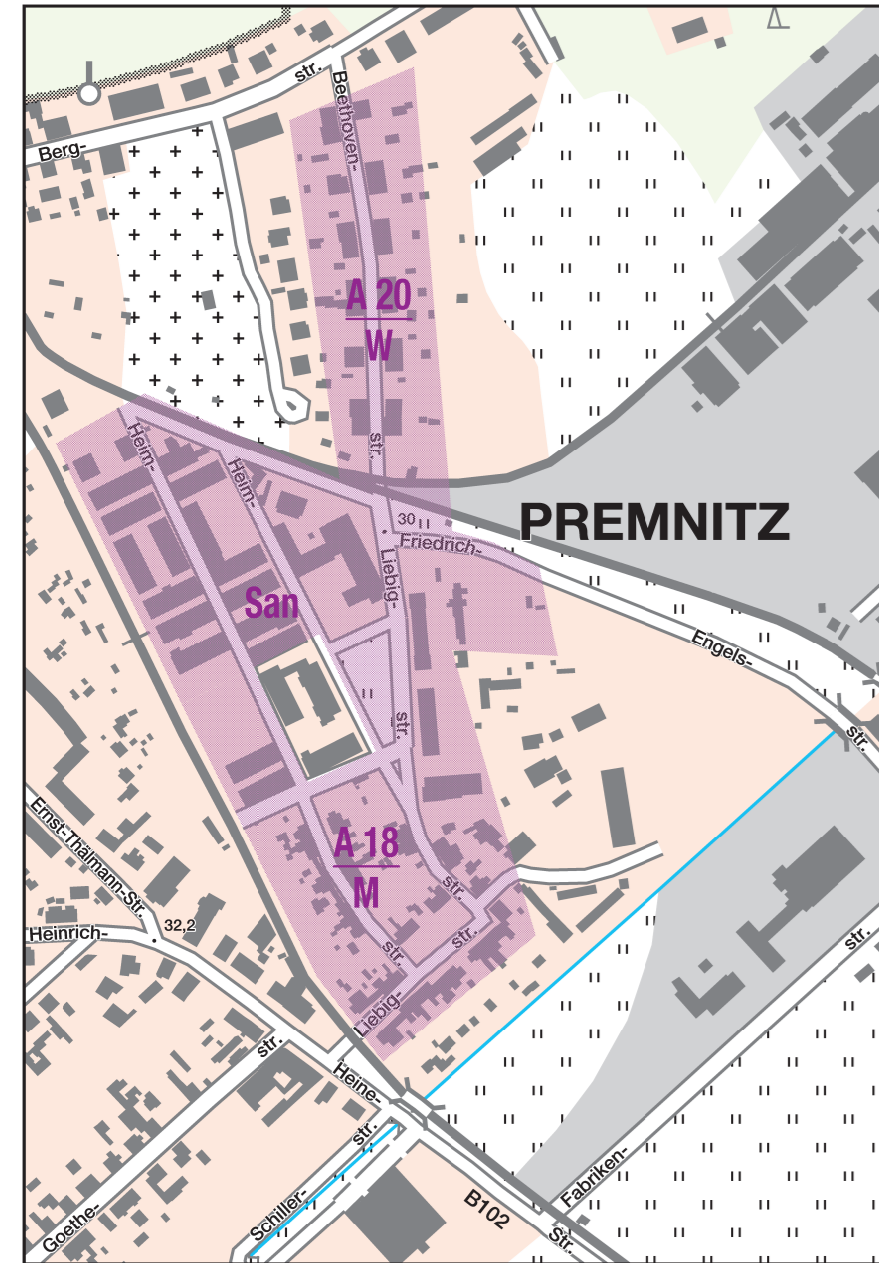 str.
Beethoven-
Berg-
A 20
W
str.
Heim-
Heim-
30
PREMNITZ
Friedrich-
Liebig-
San
Engels-
str.
str.
Ernst-Thälmann-Str.
A 18
M
str.
32,2
Heinrich-
str.
str.
str.
Liebig-
str.
Heine-
str.
Fabriken-
Schiller-
Goethe-
B102
Str.